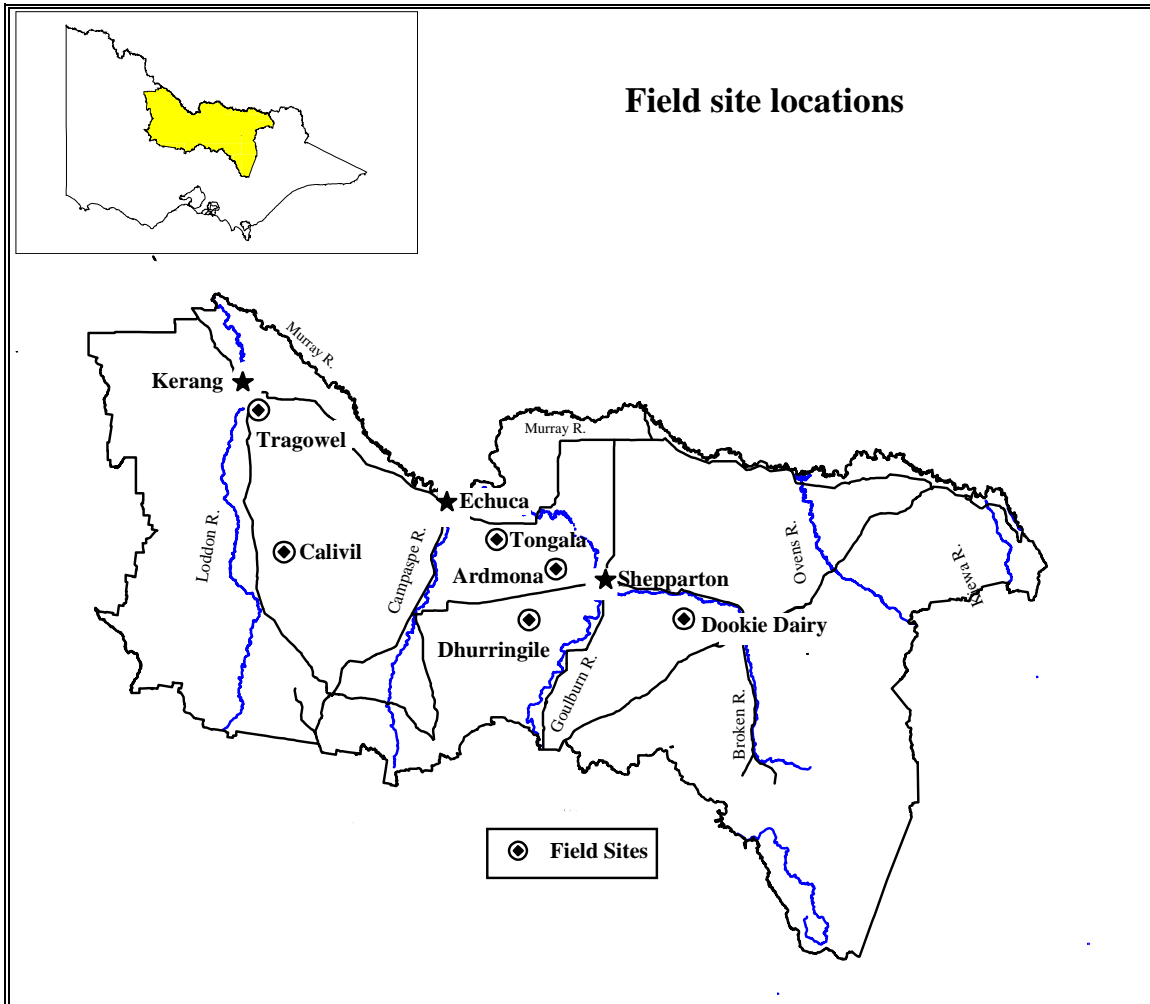 Field site locations
Murray R.
Kerang
Tragowel
Murray R.
Echuca
Loddon R.
Calivil
Campaspe R.
Tongala
Ardmona
Shepparton
Ovens R.
Kiewa R.
Dhurringile
Dookie Dairy
Goulburn R.
Broken R.
Field Sites